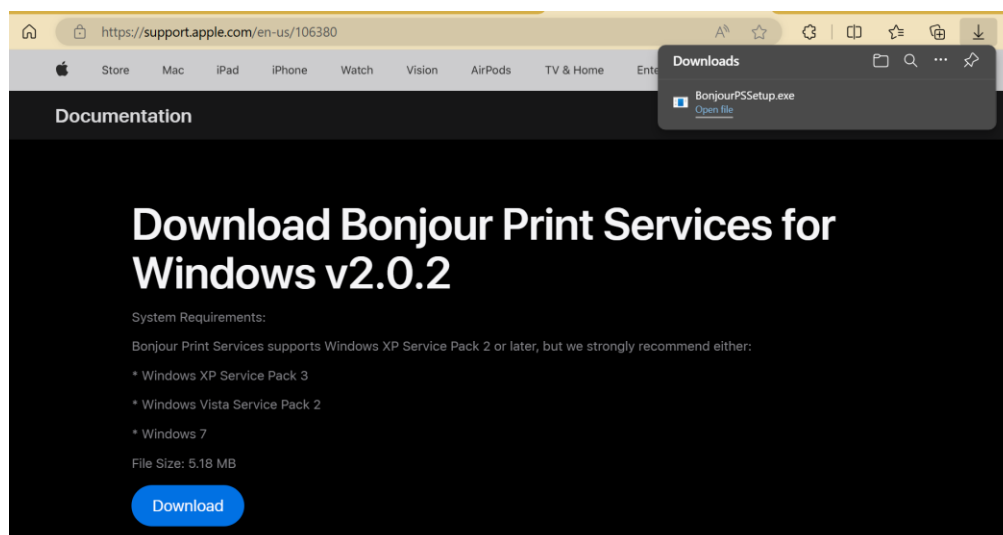 https://support.apple.com/en-us/106380
Store Mac iPad iPhone Watch Vision AirPods TV & Home Ente
Downloads
BonjourPSSetup.exe
Open file
Documentation
Download Bonjour Print Services for
Windows v2.0.2
System Requirements:
Bonjour Print Services supports Windows XP Service Pack 2 or later, but we strongly recommend either:
* Windows XP Service Pack 3
* Windows Vista Service Pack 2
* Windows 7
File Size: 5.18 MB
Download